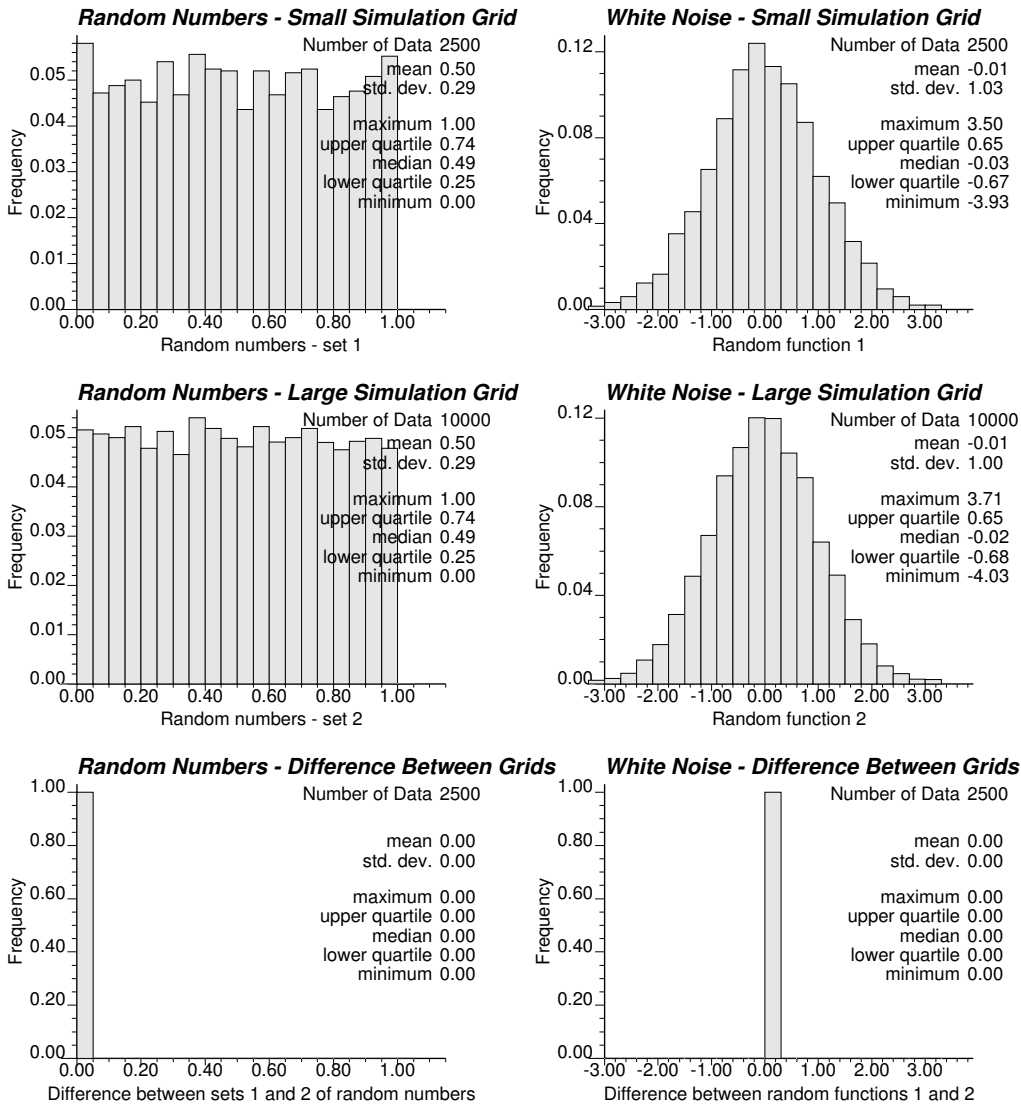 Random Numbers - Small Simulation Grid
Number of Data 2500
mean 0.50
std. dev. 0.29
maximum 1.00
upper quartile 0.74
median 0.49
lower quartile 0.25
minimum 0.00
Frequency
0.05
0.04
0.03
0.02
0.01
0.00
0.00 0.20 0.40 0.60 0.80 1.00
Random numbers - set 1
White Noise - Small Simulation Grid
Number of Data 2500
mean -0.01
std. dev. 1.03
maximum 3.50
upper quartile 0.65
median -0.03
lower quartile -0.67
minimum -3.93
Frequency
0.12
0.08
0.04
0.00
-3.00 -2.00 -1.00 0.00 1.00 2.00 3.00
Random function 1
Random Numbers - Large Simulation Grid
Number of Data 10000
mean 0.50
std. dev. 0.29
maximum 1.00
upper quartile 0.74
median 0.49
lower quartile 0.25
minimum 0.00
Frequency
0.05
0.04
0.03
0.02
0.01
0.00
0.00 0.20 0.40 0.60 0.80 1.00
Random numbers - set 2
White Noise - Large Simulation Grid
Number of Data 10000
mean -0.01
std. dev. 1.00
maximum 3.71
upper quartile 0.65
median -0.02
lower quartile -0.68
minimum -4.03
Frequency
0.12
0.08
0.04
0.00
-3.00 -2.00 -1.00 0.00 1.00 2.00 3.00
Random function 2
Random Numbers - Difference Between Grids
Number of Data 2500
mean 0.00
std. dev. 0.00
maximum 0.00
upper quartile 0.00
median 0.00
lower quartile 0.00
minimum 0.00
Frequency
1.00
0.80
0.60
0.40
0.20
0.00
0.00 0.20 0.40 0.60 0.80 1.00
Difference between sets 1 and 2 of random numbers
White Noise - Difference Between Grids
Number of Data 2500
mean 0.00
std. dev. 0.00
maximum 0.00
upper quartile 0.00
median 0.00
lower quartile 0.00
minimum 0.00
Frequency
1.00
0.80
0.60
0.40
0.20
0.00
-3.00 -2.00 -1.00 0.00 1.00 2.00 3.00
Difference between random functions 1 and 2